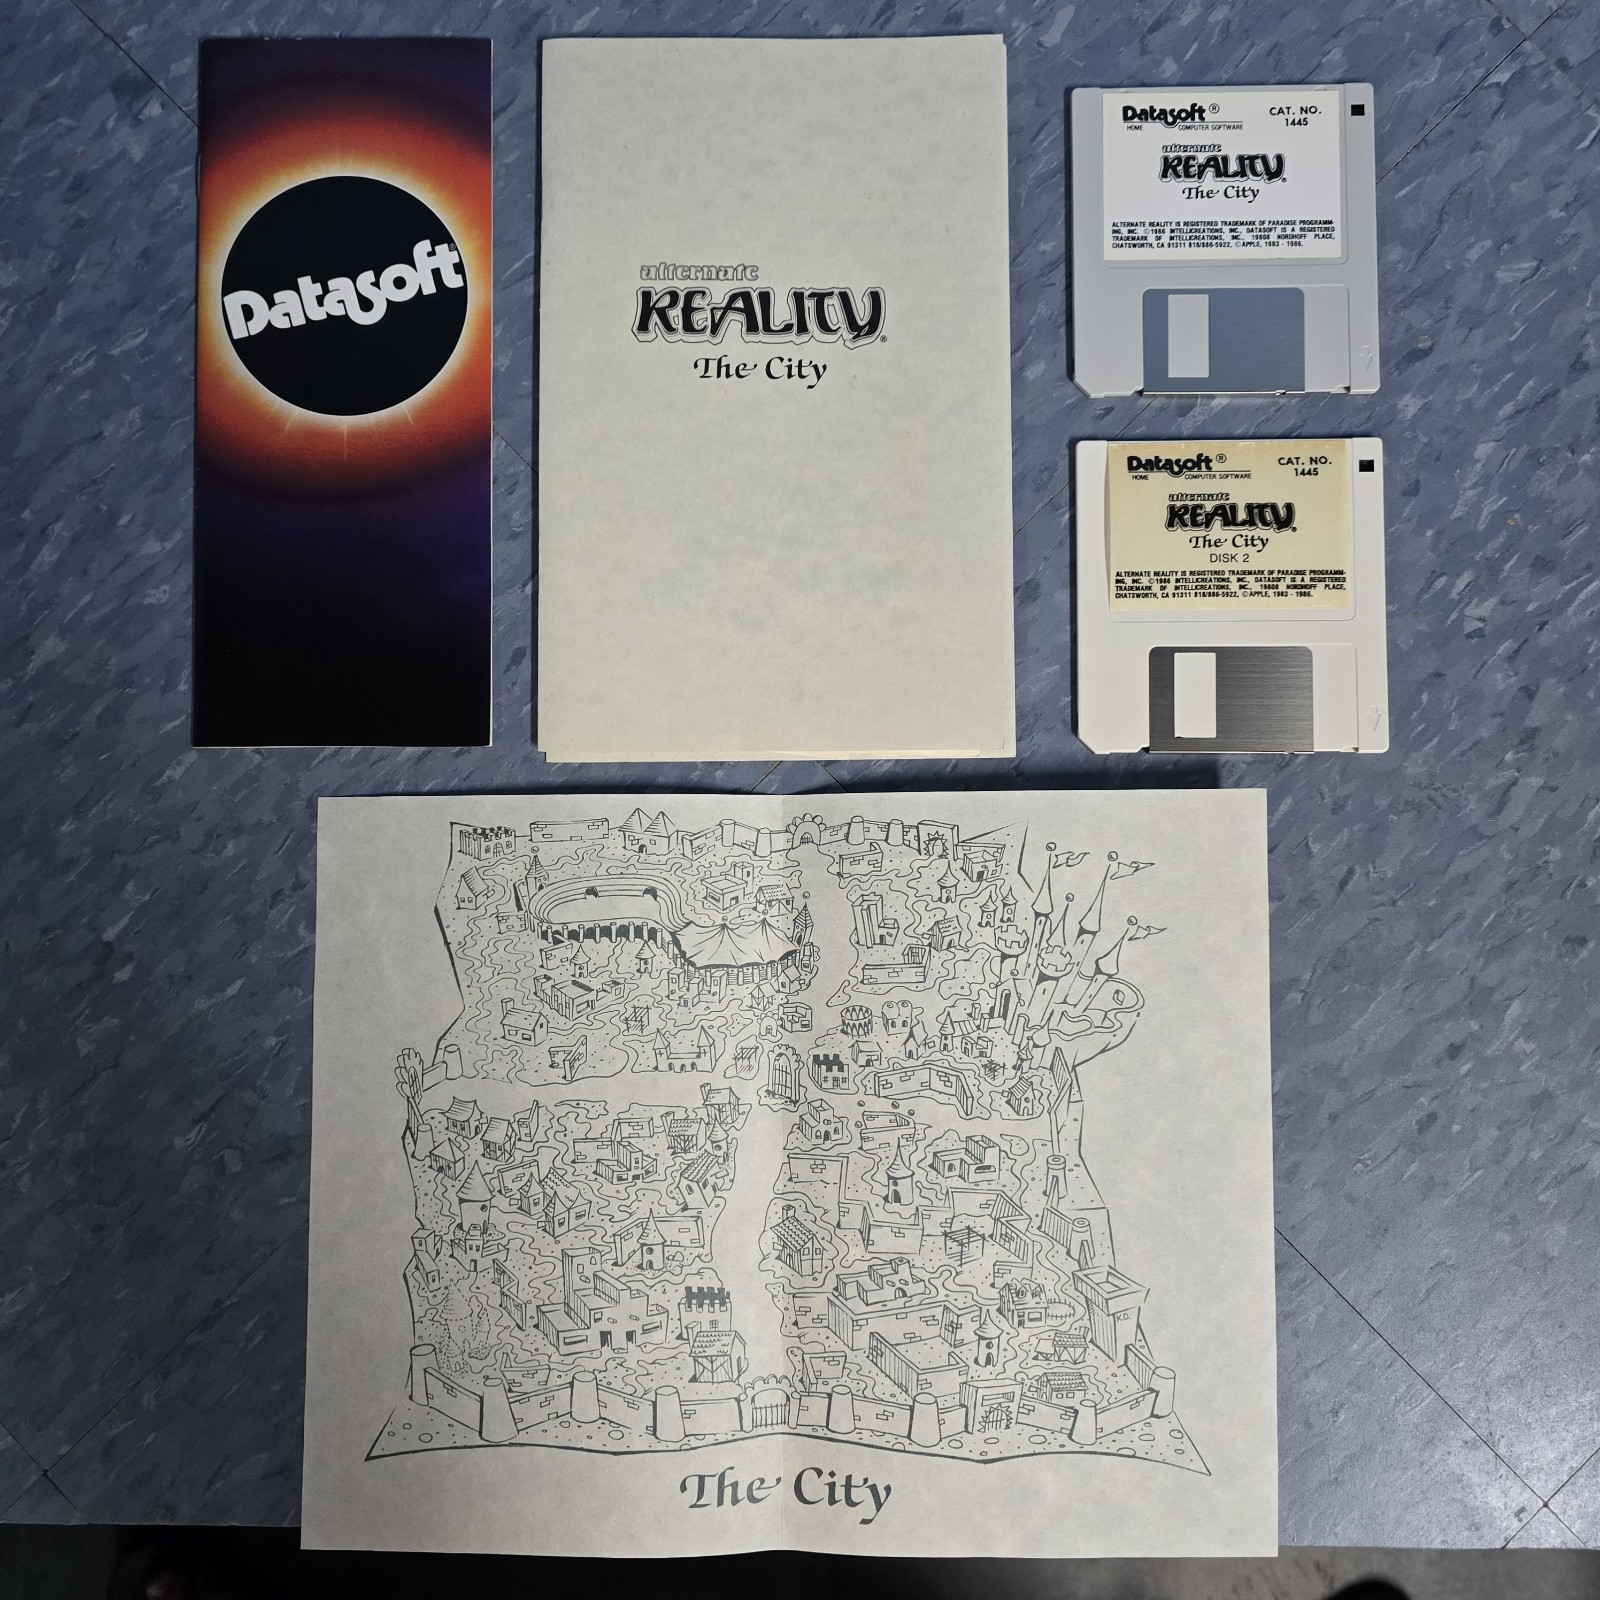 Datasoft®
alternate
REALITY®
The City
Datasoft®
HOME COMPUTER SOFTWARE
CAT. NO.
1445
alternate
REALITY®
The City
ALTERNATE REALITY IS REGISTERED TRADEMARK OF PARADISE PROGRAMM-
ING, INC. ©1986 INTELLICREATIONS, INC., DATASOFT IS A REGISTERED
TRADEMARK OF INTELLICREATIONS, INC., 19808 NORDHOFF PLACE,
CHATSWORTH, CA 91311 818/886-5922, ©APPLE, 1983 - 1986.
Datasoft®
HOME COMPUTER SOFTWARE
CAT. NO.
1445
alternate
REALITY®
The City
DISK 2
ALTERNATE REALITY IS REGISTERED TRADEMARK OF PARADISE PROGRAMM-
ING, INC. ©1986 INTELLICREATIONS, INC., DATASOFT IS A REGISTERED
TRADEMARK OF INTELLICREATIONS, INC., 19808 NORDHOFF PLACE,
CHATSWORTH, CA 91311 818/886-5922, ©APPLE, 1983 - 1986.
K.D.
The City